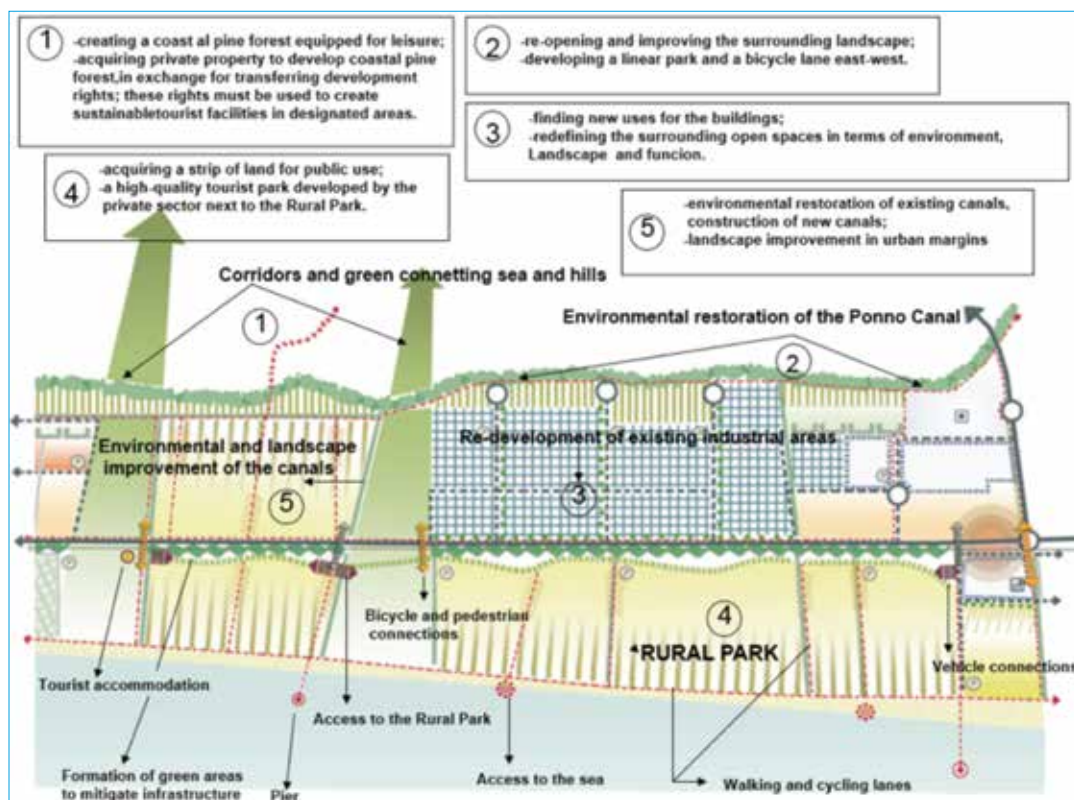 1
-creating a coast al pine forest equipped for leisure;
-acquiring private property to develop coastal pine
forest,in exchange for transferring development
rights; these rights must be used to create
sustainabletourist facilities in designated areas.
2
-re-opening and improving the surrounding landscape;
-developing a linear park and a bicycle lane east-west.
3
-finding new uses for the buildings;
-redefining the surrounding open spaces in terms of environment,
Landscape and funcion.
4
-acquiring a strip of land for public use;
-a high-quality tourist park developed by the
private sector next to the Rural Park.
5
-environmental restoration of existing canals,
construction of new canals;
-landscape improvement in urban margins
Corridors and green connetting sea and hills
1
Environmental restoration of the Ponno Canal
2
Environmental and landscape
improvement of the canals
5
Re-development of existing industrial areas
3
Bicycle and pedestrian
connections
4
RURAL PARK
Vehicle connections
Tourist accommodation
Access to the Rural Park
Formation of green areas
to mitigate infrastructure
Pier
Access to the sea
Walking and cycling lanes